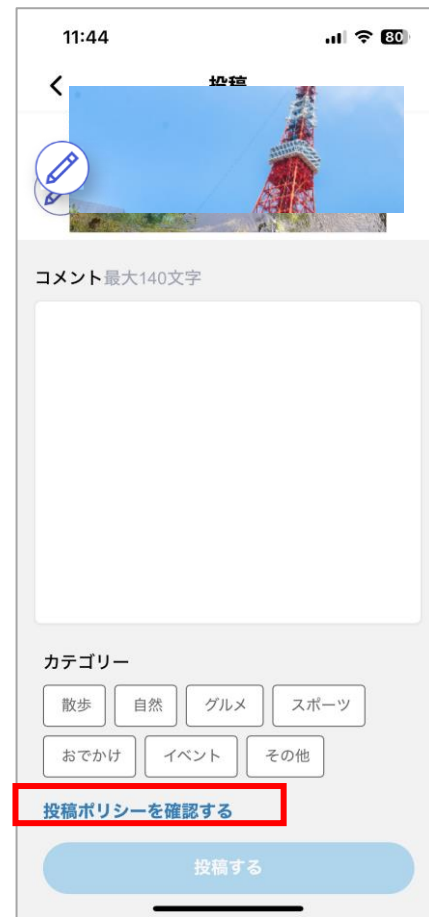 11:44 80
投稿
コメント最大140文字
カテゴリー
散歩 自然 グルメ スポーツ
おでかけ イベント その他
投稿ポリシーを確認する
投稿する